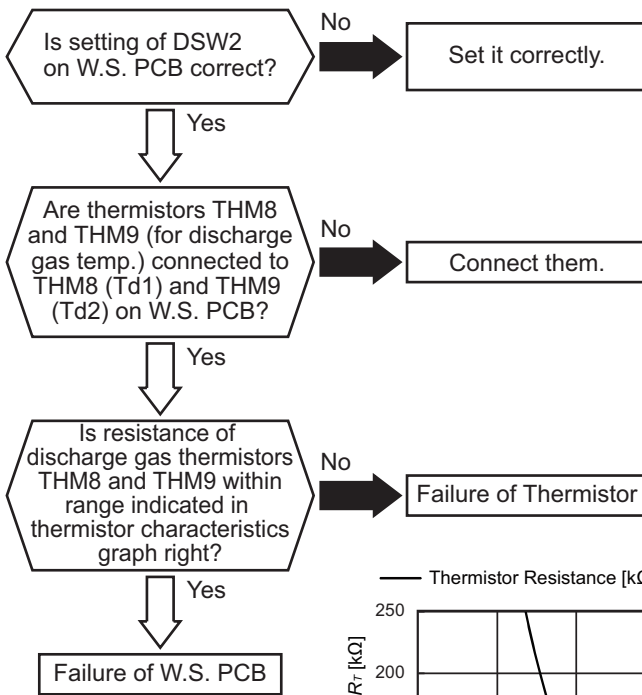 Is setting of DSW2
on W.S. PCB correct?
No
Set it correctly.
Yes
Are thermistors THM8
and THM9 (for discharge
gas temp.) connected to
THM8 (Td1) and THM9
(Td2) on W.S. PCB?
No
Connect them.
Yes
Is resistance of
discharge gas thermistors
THM8 and THM9 within
range indicated in
thermistor characteristics
graph right?
No
Failure of Thermistor
Yes
Failure of W.S. PCB
Thermistor Resistance [kΩ
250
200
RT [kΩ]